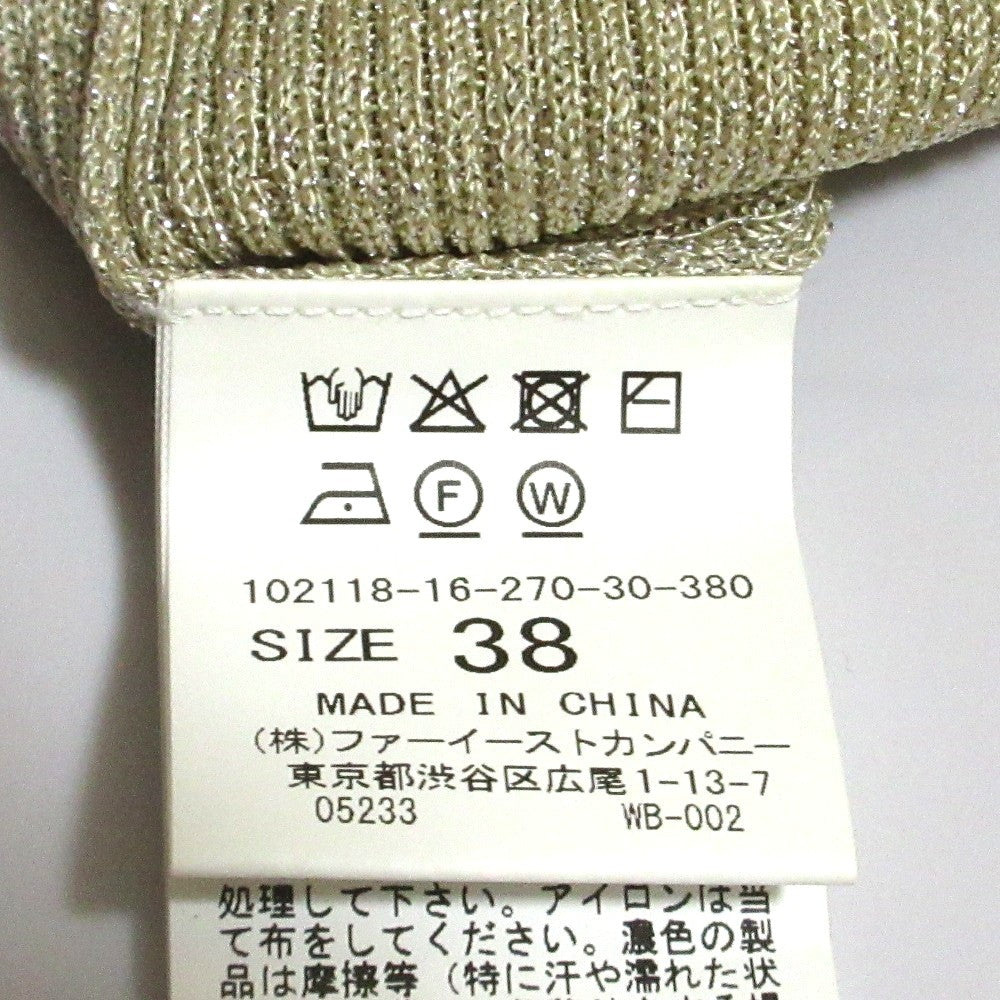 F W
102118-16-270-30-380
SIZE 38
MADE IN CHINA
(株)ファーイーストカンパニー
東京都渋谷区広尾1-13-7
05233 WB-002
処理して下さい。アイロンは当
て布をしてください。濃色の製
品は摩擦等（特に汗や濡れた状